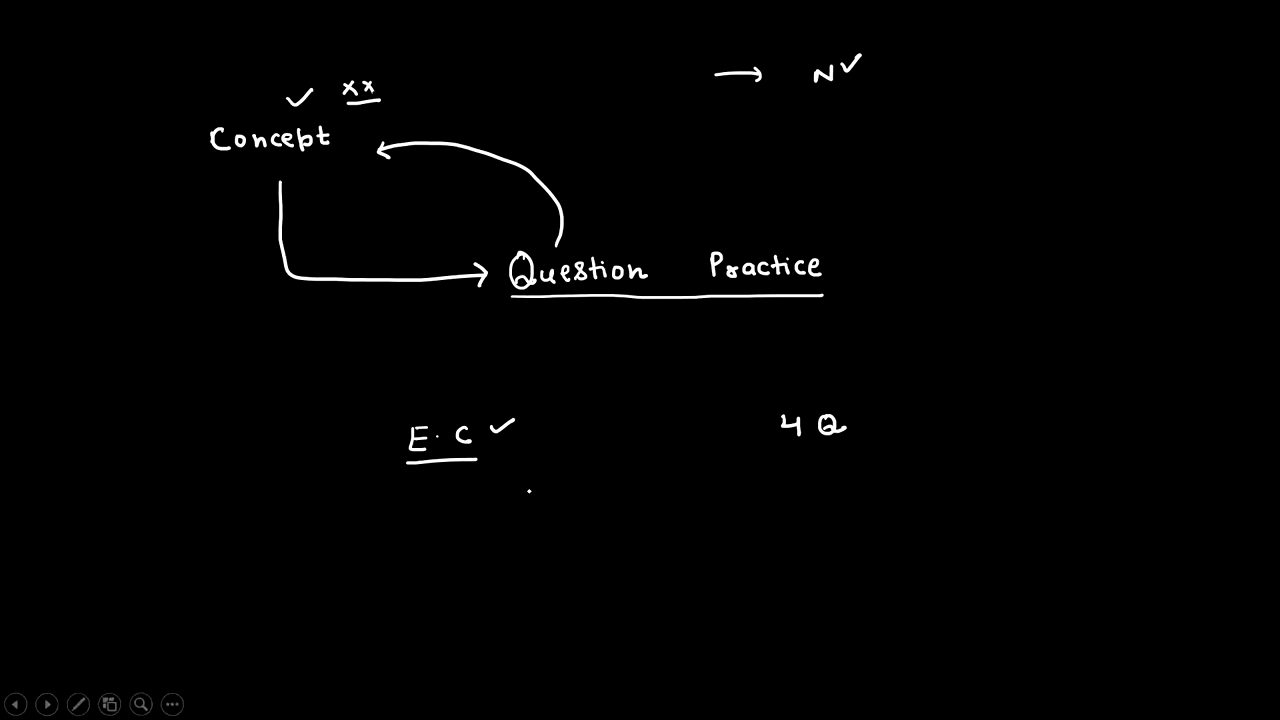 → N ✓
✓ xx
Concept
Question Practice
E. C ✓ 4 Q